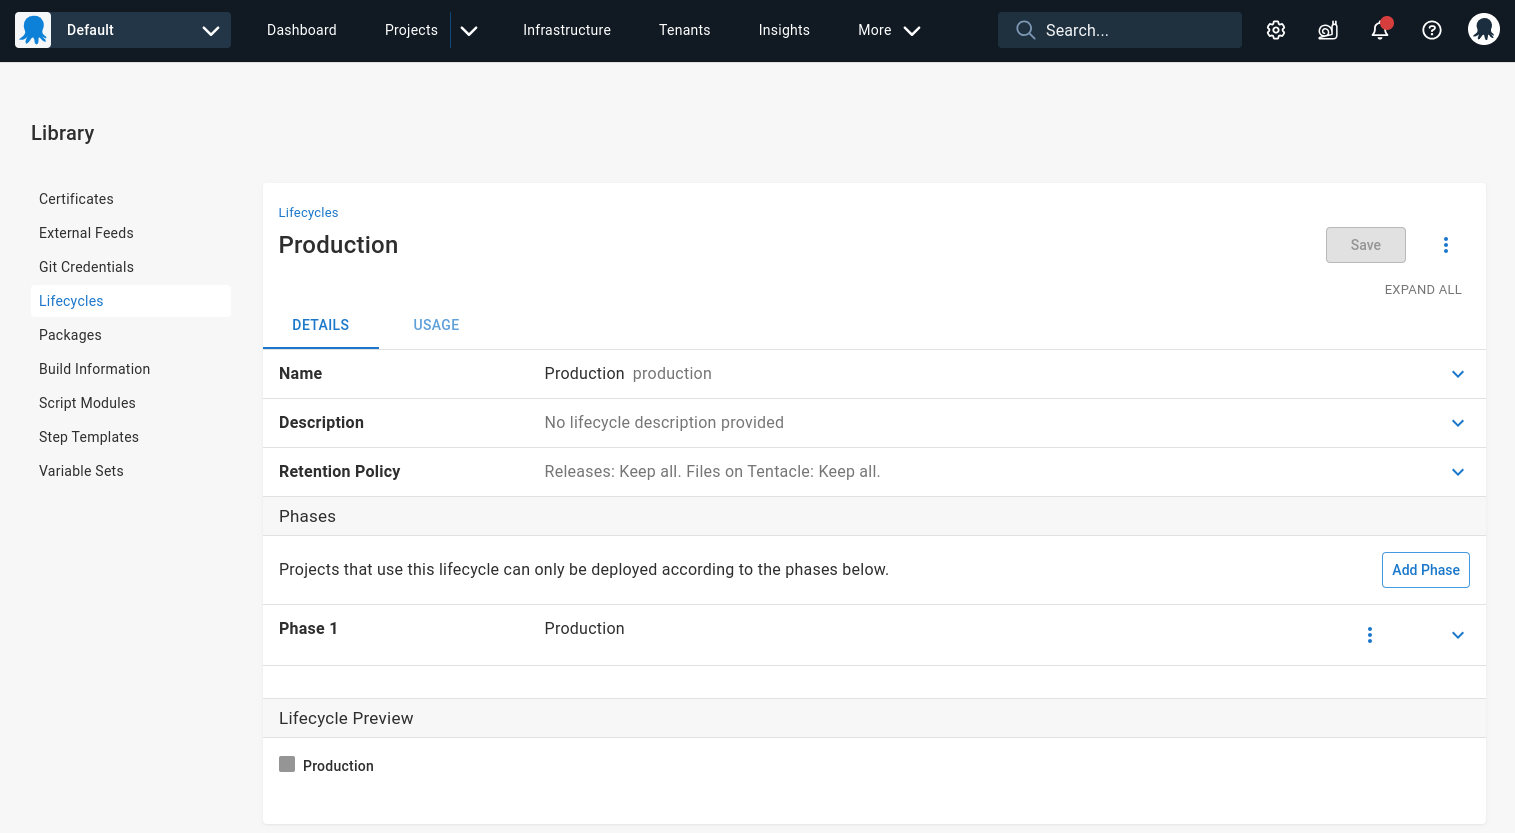 Default
Dashboard
Projects
Infrastructure
Tenants
Insights
More
Search...
Library
Certificates
External Feeds
Git Credentials
Lifecycles
Packages
Build Information
Script Modules
Step Templates
Variable Sets
Lifecycles
Production
Save
EXPAND ALL
DETAILS USAGE
Name Production production
Description No lifecycle description provided
Retention Policy Releases: Keep all. Files on Tentacle: Keep all.
Phases
Projects that use this lifecycle can only be deployed according to the phases below. Add Phase
Phase 1 Production
Lifecycle Preview
Production